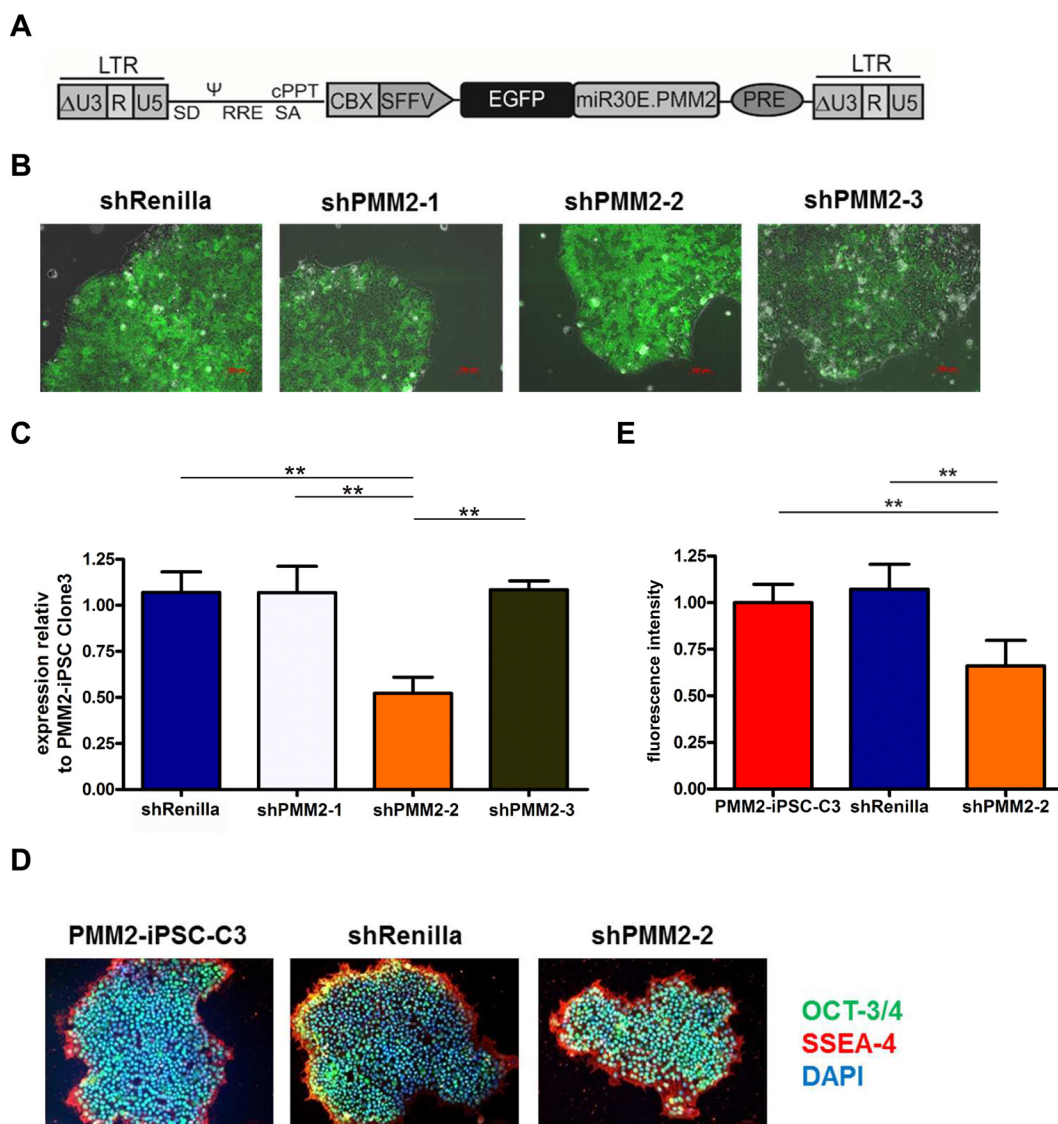 A
LTR
ΔU3 R U5
Ψ
SD
RRE
cPPT
SA
CBX SFFV
EGFP
miR30E.PMM2
PRE
LTR
ΔU3 R U5
B
shRenilla shPMM2-1 shPMM2-2 shPMM2-3
C
** 
**
**
expression relativ
to PMM2-iPSC Clone3
1.25
1.00
0.75
0.50
0.25
0.00
shRenilla shPMM2-1 shPMM2-2 shPMM2-3
E
**
**
fluorescence intensity
1.25
1.00
0.75
0.50
0.25
0.00
PMM2-iPSC-C3 shRenilla shPMM2-2
D
PMM2-iPSC-C3 shRenilla shPMM2-2
OCT-3/4
SSEA-4
DAPI